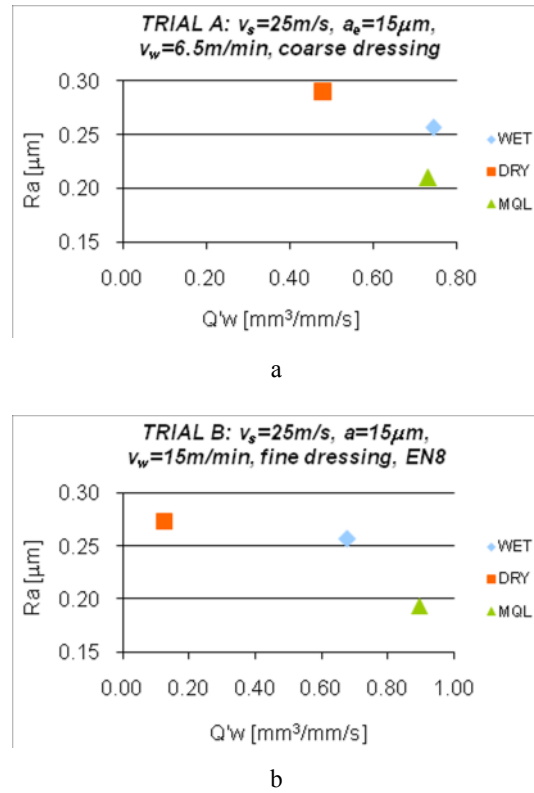 TRIAL A: vs=25m/s, ae=15μm,
vw=6.5m/min, coarse dressing
0.30
0.25
0.20
0.15
Ra [μm]
0.00 0.20 0.40 0.60 0.80
Q'w [mm³/mm/s]
WET
DRY
MQL
a
TRIAL B: vs=25m/s, a=15μm,
vw=15m/min, fine dressing, EN8
0.30
0.25
0.20
0.15
Ra [μm]
0.00 0.20 0.40 0.60 0.80 1.00
Q'w [mm³/mm/s]
WET
DRY
MQL
b